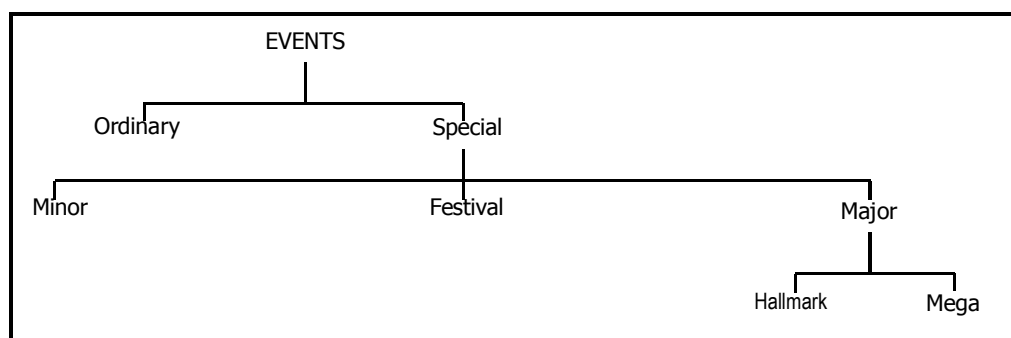 EVENTS
Ordinary Special
Minor Festival Major
Hallmark Mega